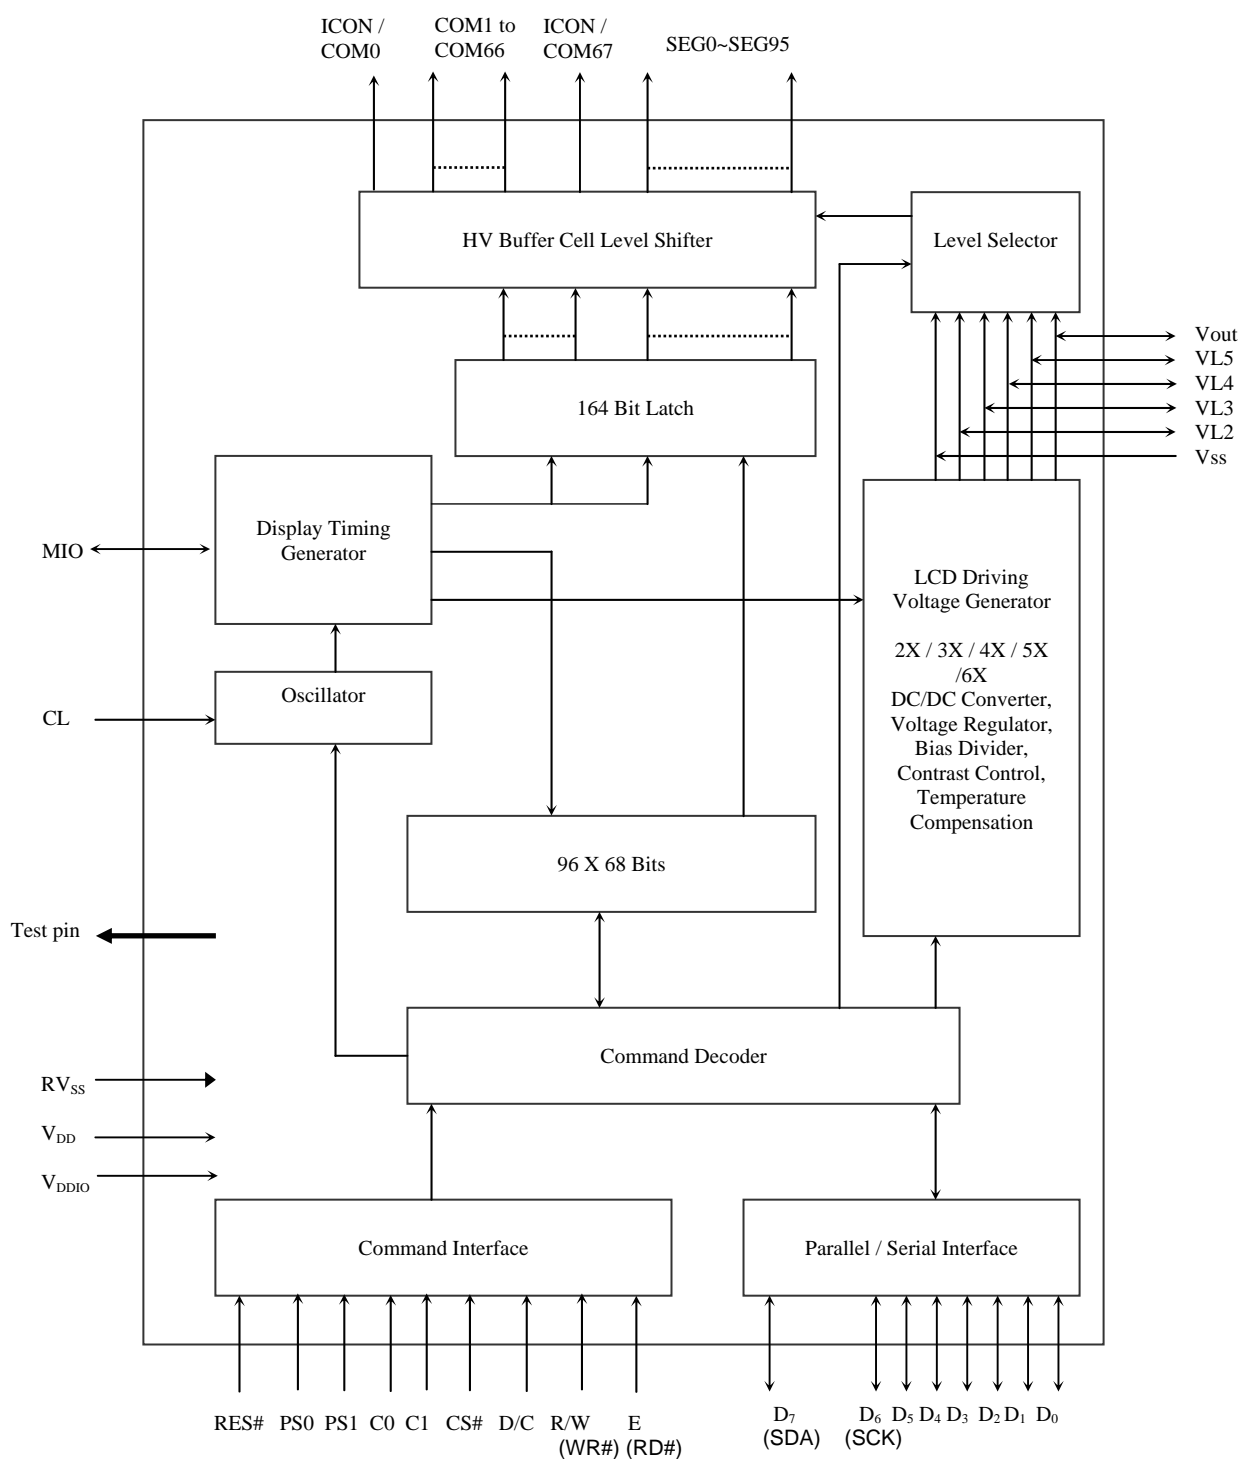 ICON /
COM0
COM1 to
COM66
ICON /
COM67
SEG0~SEG95
HV Buffer Cell Level Shifter
Level Selector
Vout
VL5
VL4
VL3
VL2
Vss
164 Bit Latch
Display Timing
Generator
MIO
LCD Driving
Voltage Generator
2X / 3X / 4X / 5X
/6X
DC/DC Converter,
Voltage Regulator,
Bias Divider,
Contrast Control,
Temperature
Compensation
Oscillator
CL
96 X 68 Bits
Test pin
Command Decoder
RVSS
VDD
VDDIO
Command Interface
Parallel / Serial Interface
RES# PS0 PS1 C0 C1 CS# D/C R/W E
(WR#) (RD#)
D7 D6 D5 D4 D3 D2 D1 D0
(SDA) (SCK)